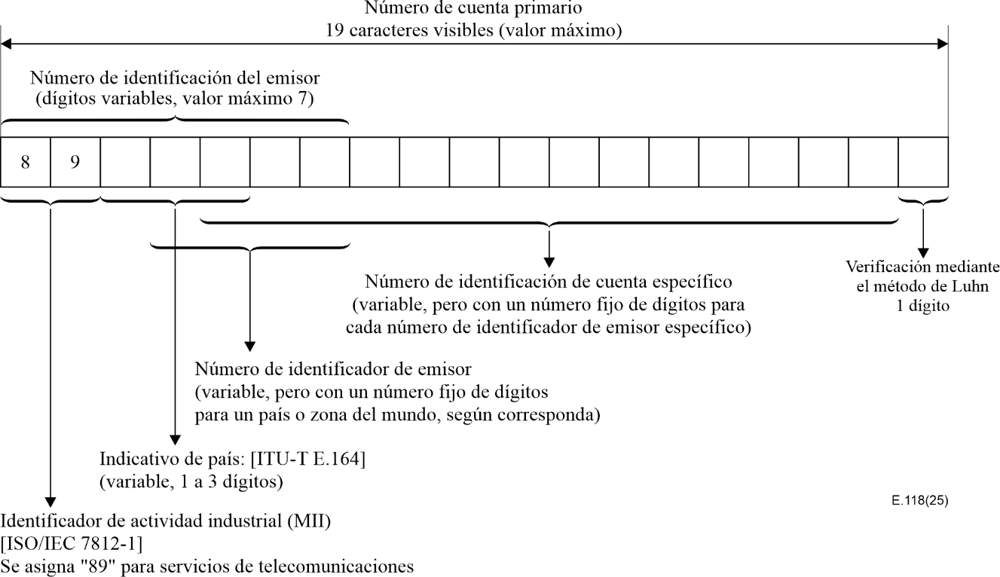 Número de cuenta primario
19 caracteres visibles (valor máximo)
Número de identificación del emisor
(dígitos variables, valor máximo 7)
8 9
Verificación mediante
el método de Luhn
1 dígito
Número de identificación de cuenta específico
(variable, pero con un número fijo de dígitos para
cada número de identificador de emisor específico)
Número de identificador de emisor
(variable, pero con un número fijo de dígitos
para un país o zona del mundo, según corresponda)
Indicativo de país: [ITU-T E.164]
(variable, 1 a 3 dígitos)
E.118(25)
Identificador de actividad industrial (MII)
[ISO/IEC 7812-1]
Se asigna "89" para servicios de telecomunicaciones